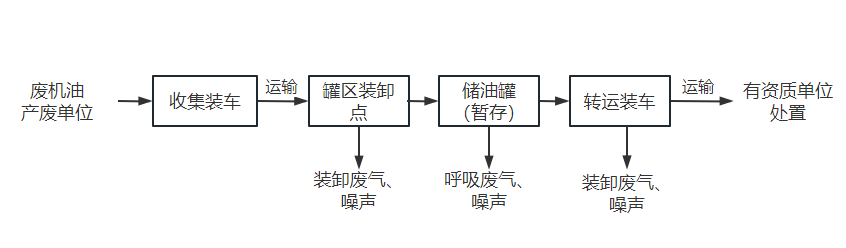 废机油
产废单位
收集装车
运输
罐区装卸
点
储油罐
（暂存）
转运装车
运输
有资质单位
处置
装卸废气、
噪声
呼吸废气、
噪声
装卸废气、
噪声